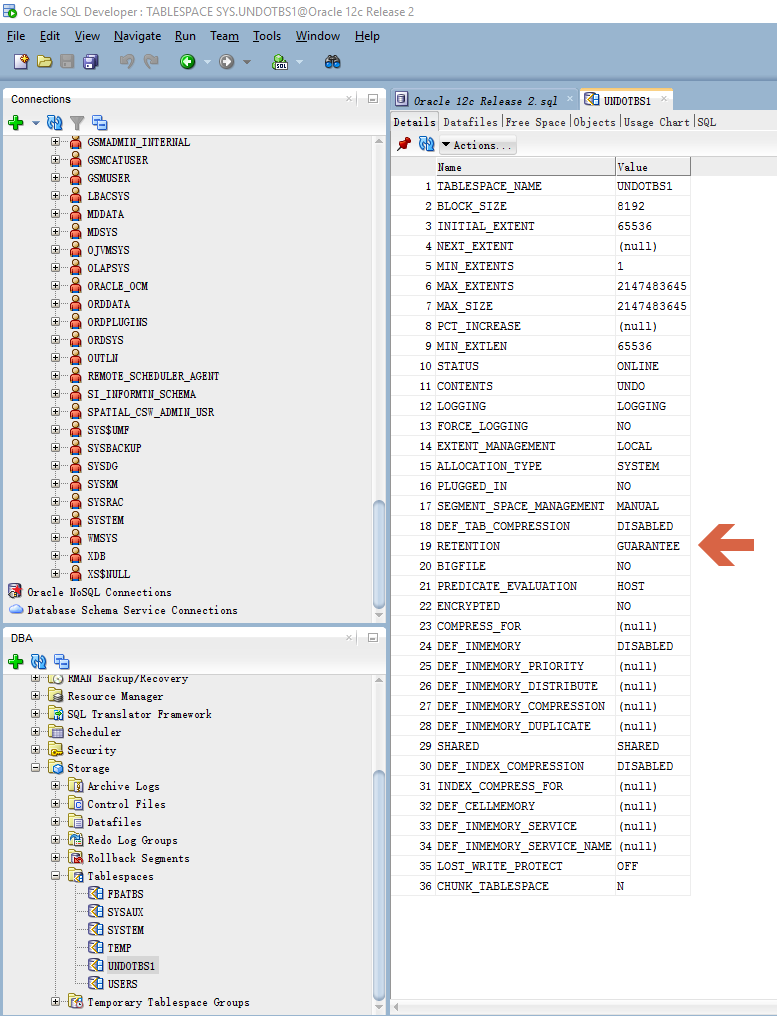 Oracle SQL Developer : TABLESPACE SYS.UNDOTBS1@Oracle 12c Release 2
File Edit View Navigate Run Team Tools Window Help
SQL
Connections
GSMADMIN_INTERNAL
GSMCATUSER
GSMUSER
LBACSYS
MDDATA
MDSYS
OJVMSYS
OLAPSYS
ORACLE_OCM
ORDDATA
ORDPLUGINS
ORDSYS
OUTLN
REMOTE_SCHEDULER_AGENT
SI_INFORMTN_SCHEMA
SPATIAL_CSW_ADMIN_USR
SYS$UMF
SYSBACKUP
SYSDG
SYSKM
SYSRAC
SYSTEM
WMSYS
XDB
XS$NULL
Oracle NoSQL Connections
Database Schema Service Connections
DBA
RMAN Backup/Recovery
Resource Manager
SQL Translator Framework
Scheduler
Security
Storage
Archive Logs
Control Files
Datafiles
Redo Log Groups
Rollback Segments
Tablespaces
FBATBS
SYSAUX
SYSTEM
TEMP
UNDOTBS1
USERS
Temporary Tablespace Groups
Oracle 12c Release 2.sql UNDOTBS1
Details Datafiles Free Space Objects Usage Chart SQL
Actions...
Name Value
1 TABLESPACE_NAME UNDOTBS1
2 BLOCK_SIZE 8192
3 INITIAL_EXTENT 65536
4 NEXT_EXTENT (null)
5 MIN_EXTENTS 1
6 MAX_EXTENTS 2147483645
7 MAX_SIZE 2147483645
8 PCT_INCREASE (null)
9 MIN_EXTLEN 65536
10 STATUS ONLINE
11 CONTENTS UNDO
12 LOGGING LOGGING
13 FORCE_LOGGING NO
14 EXTENT_MANAGEMENT LOCAL
15 ALLOCATION_TYPE SYSTEM
16 PLUGGED_IN NO
17 SEGMENT_SPACE_MANAGEMENT MANUAL
18 DEF_TAB_COMPRESSION DISABLED
19 RETENTION GUARANTEE
20 BIGFILE NO
21 PREDICATE_EVALUATION HOST
22 ENCRYPTED NO
23 COMPRESS_FOR (null)
24 DEF_INMEMORY DISABLED
25 DEF_INMEMORY_PRIORITY (null)
26 DEF_INMEMORY_DISTRIBUTE (null)
27 DEF_INMEMORY_COMPRESSION (null)
28 DEF_INMEMORY_DUPLICATE (null)
29 SHARED SHARED
30 DEF_INDEX_COMPRESSION DISABLED
31 INDEX_COMPRESS_FOR (null)
32 DEF_CELLMEMORY (null)
33 DEF_INMEMORY_SERVICE (null)
34 DEF_INMEMORY_SERVICE_NAME (null)
35 LOST_WRITE_PROTECT OFF
36 CHUNK_TABLESPACE N